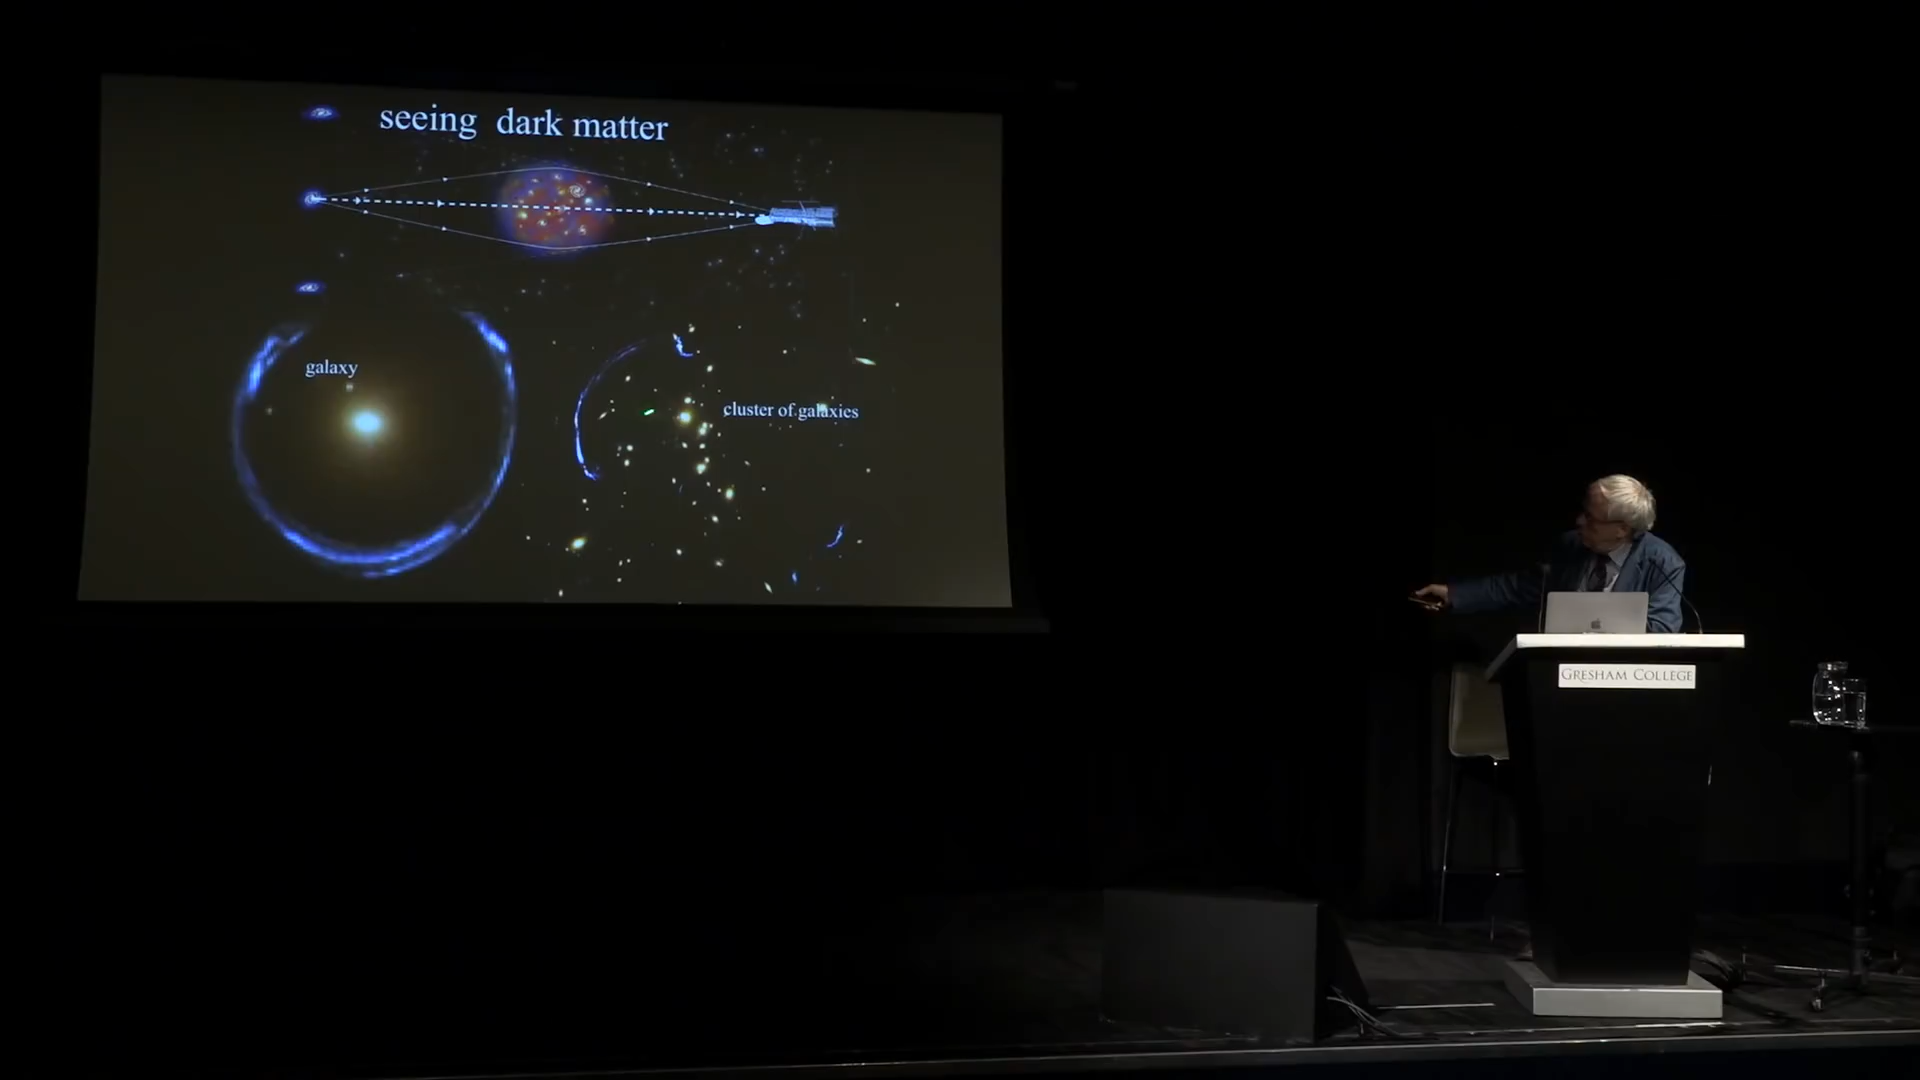 seeing dark matter
galaxy
cluster of galaxies
GRESHAM COLLEGE